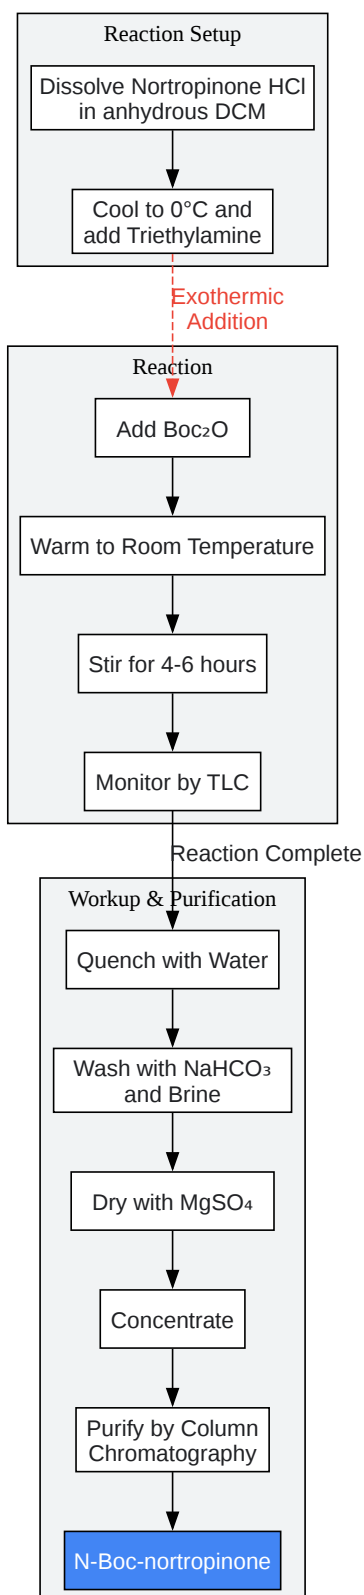 Reaction Setup
Dissolve Nortropinone HCl
in anhydrous DCM
Cool to 0°C and
add Triethylamine
Exothermic
Addition
Reaction
Add Boc₂O
Warm to Room Temperature
Stir for 4-6 hours
Monitor by TLC
Reaction Complete
Workup & Purification
Quench with Water
Wash with NaHCO₃
and Brine
Dry with MgSO₄
Concentrate
Purify by Column
Chromatography
N-Boc-nortropinone